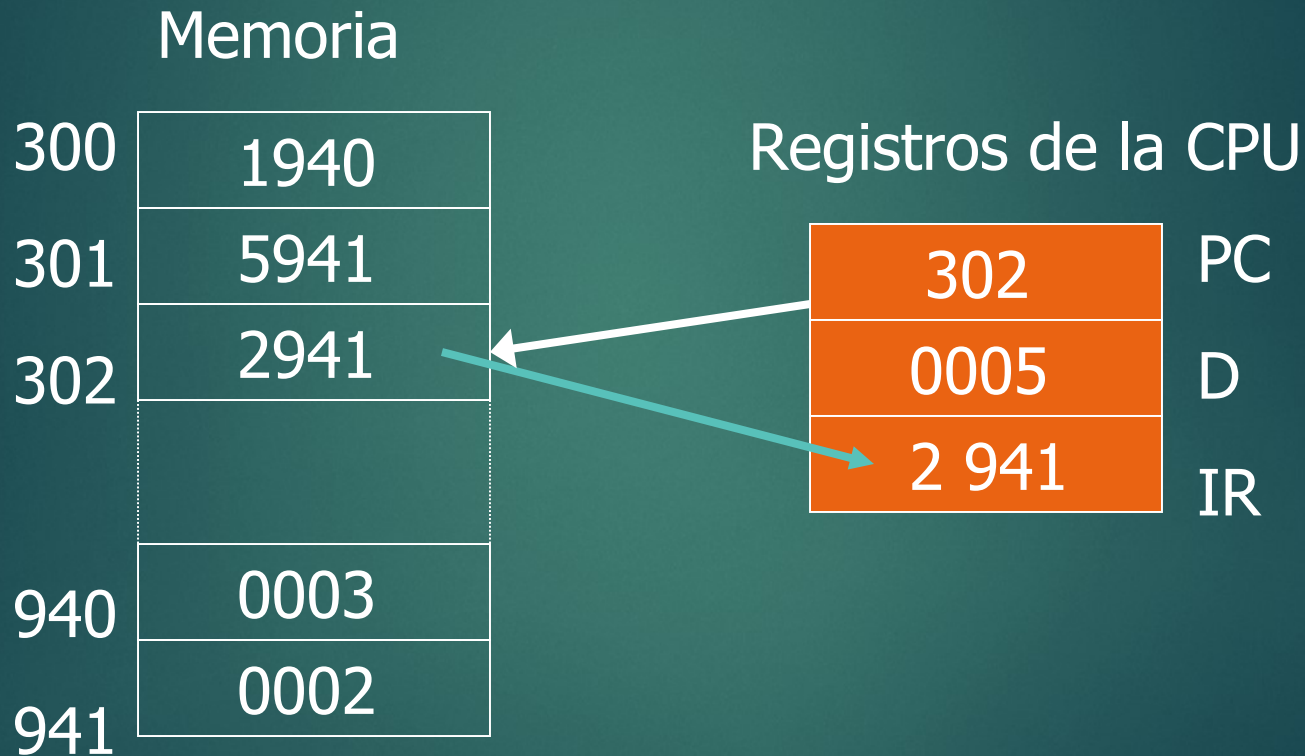 Memoria
300 1940
301 5941
302 2941
940 0003
941 0002
Registros de la CPU
302 PC
0005 D
2 941 IR